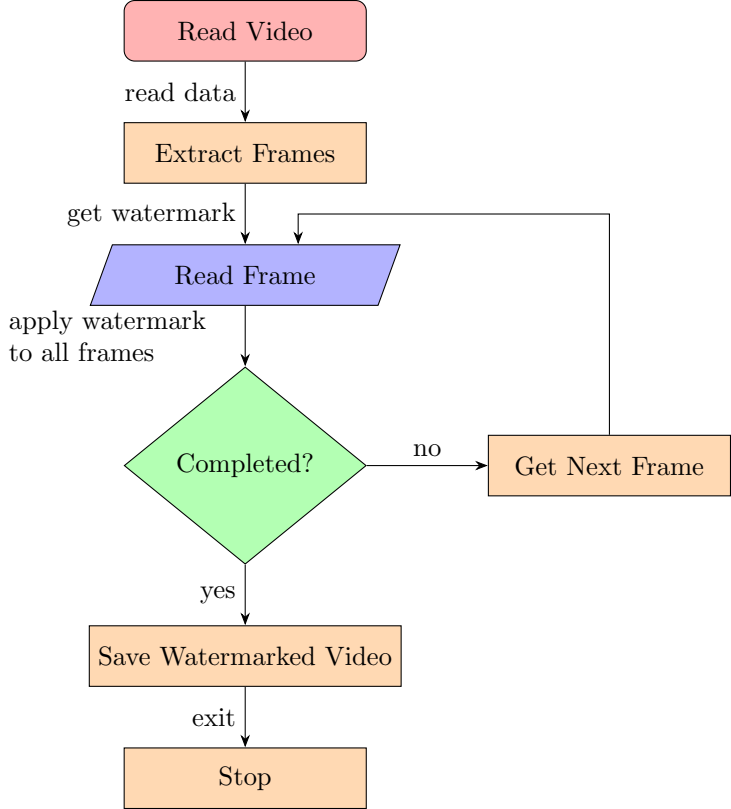 Read Video
read data
Extract Frames
get watermark
Read Frame
apply watermark
to all frames
Completed?
no
Get Next Frame
yes
Save Watermarked Video
exit
Stop